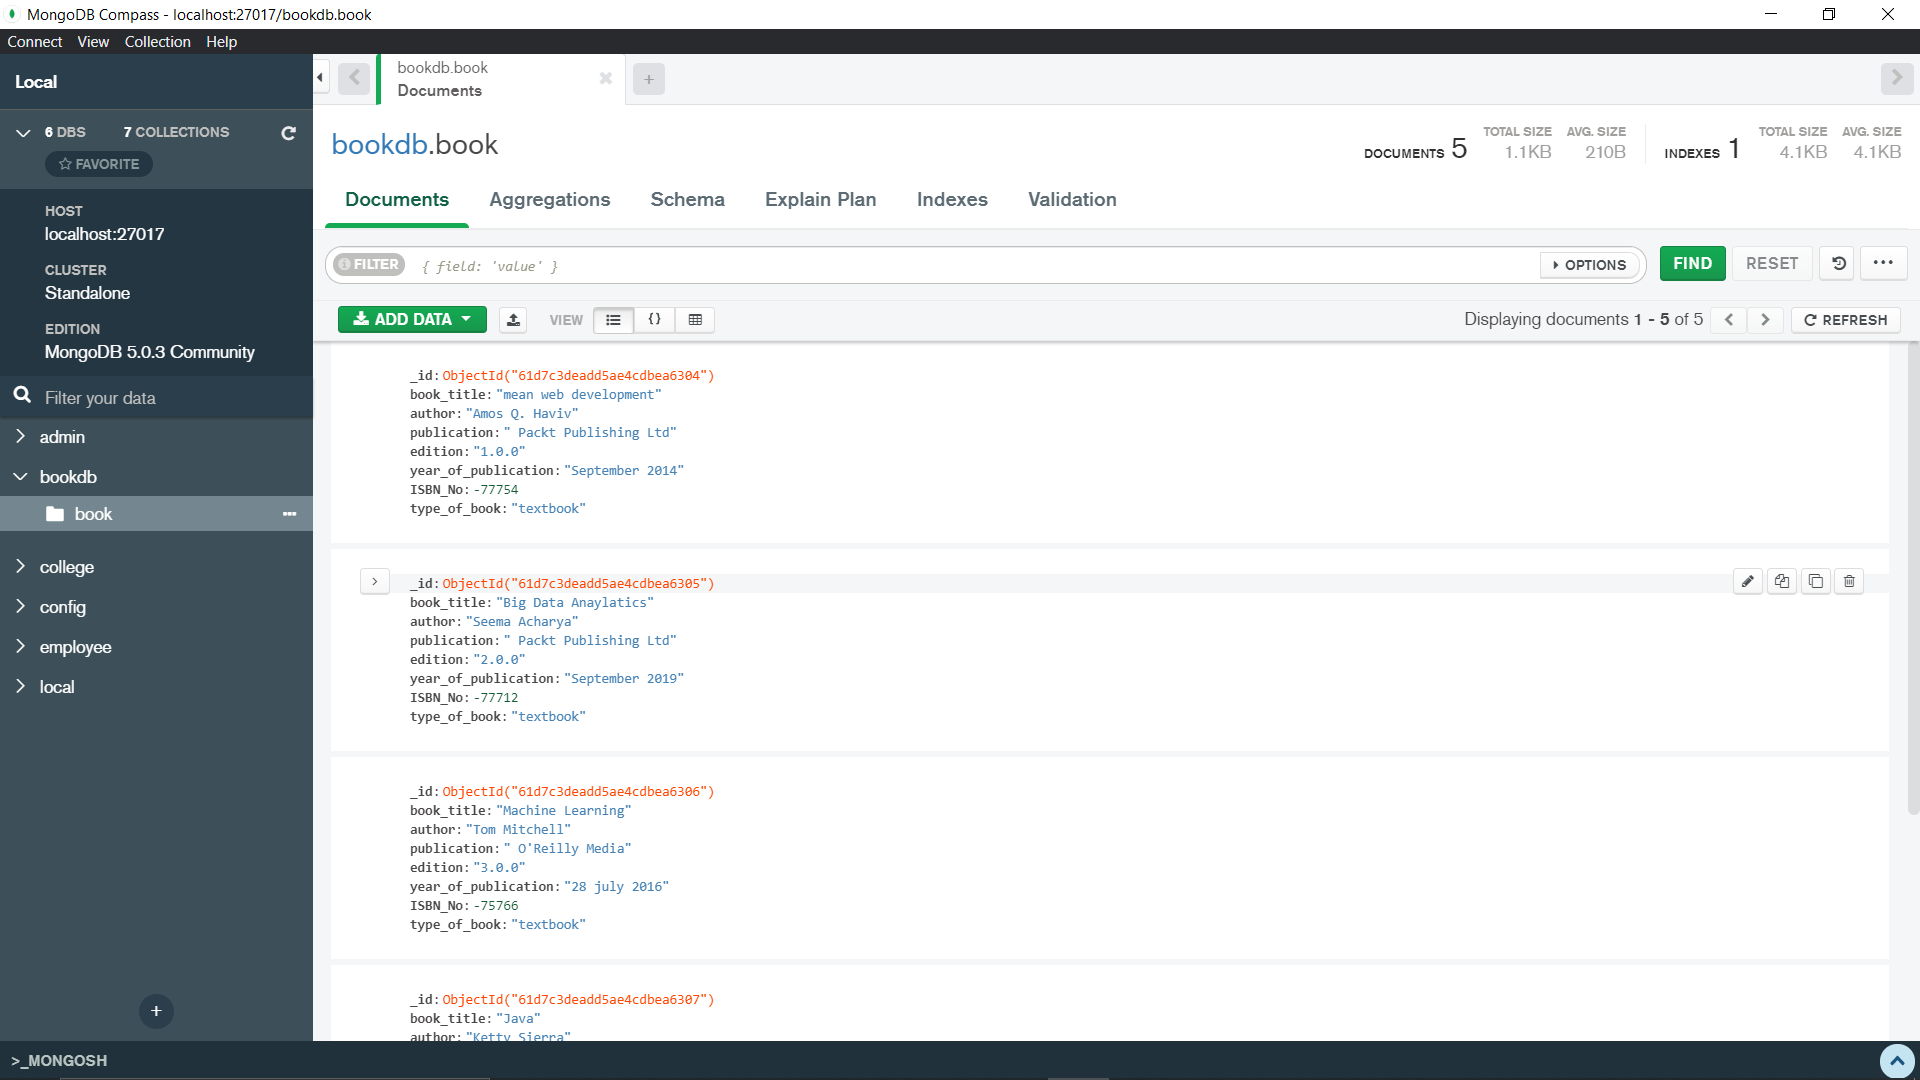 MongoDB Compass - localhost:27017/bookdb.book
Connect View Collection Help
Local
6 DBS 7 COLLECTIONS
FAVORITE
HOST
localhost:27017
CLUSTER
Standalone
EDITION
MongoDB 5.0.3 Community
Filter your data
admin
bookdb
book
college
config
employee
local
>_MONGOSH
bookdb.book
Documents
bookdb.book
DOCUMENTS 5 TOTAL SIZE 1.1KB AVG. SIZE 210B INDEXES 1 TOTAL SIZE 4.1KB AVG. SIZE 4.1KB
Documents Aggregations Schema Explain Plan Indexes Validation
FILTER { field: 'value' } OPTIONS FIND RESET
ADD DATA VIEW Displaying documents 1 - 5 of 5 REFRESH
_id: ObjectId("61d7c3deadd5ae4cdbea6304")
book_title: "mean web development"
author: "Amos Q. Haviv"
publication: " Packt Publishing Ltd"
edition: "1.0.0"
year_of_publication: "September 2014"
ISBN_No: -77754
type_of_book: "textbook"
_id: ObjectId("61d7c3deadd5ae4cdbea6305")
book_title: "Big Data Anaylatics"
author: "Seema Acharya"
publication: " Packt Publishing Ltd"
edition: "2.0.0"
year_of_publication: "September 2019"
ISBN_No: -77712
type_of_book: "textbook"
_id: ObjectId("61d7c3deadd5ae4cdbea6306")
book_title: "Machine Learning"
author: "Tom Mitchell"
publication: " O'Reilly Media"
edition: "3.0.0"
year_of_publication: "28 july 2016"
ISBN_No: -75766
type_of_book: "textbook"
_id: ObjectId("61d7c3deadd5ae4cdbea6307")
book_title: "Java"
author: "Ketty Sierra"